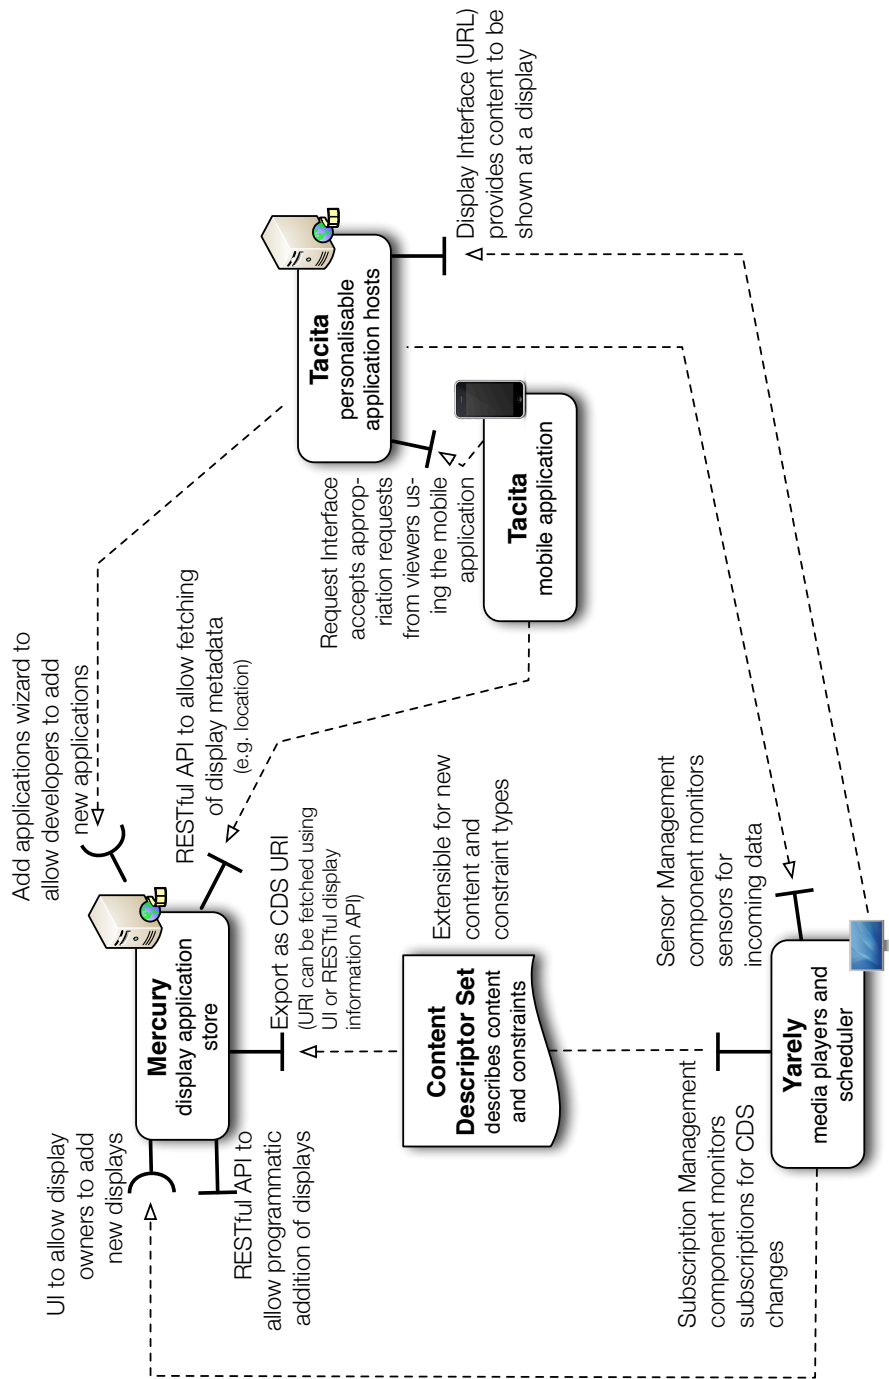 UI to allow display
owners to add
new displays
RESTful API to
allow programmatic
addition of displays
Mercury
display application
store
Add applications wizard to
allow developers to add
new applications
RESTful API to allow fetching
of display metadata
(e.g. location)
Export as CDS URI
(URI can be fetched using
UI or RESTful display
information API)
Tacita
personalisable
application hosts
Display Interface (URL)
provides content to be
shown at a display
Request Interface
accepts approp-
riation requests
from viewers us-
ing the mobile
application
Tacita
mobile application
Content
Descriptor Set
describes content
and constraints
Extensible for new
content and
constraint types
Subscription Management
component monitors
subscriptions for CDS
changes
Yarely
media players and
scheduler
Sensor Management
component monitors
sensors for
incoming data